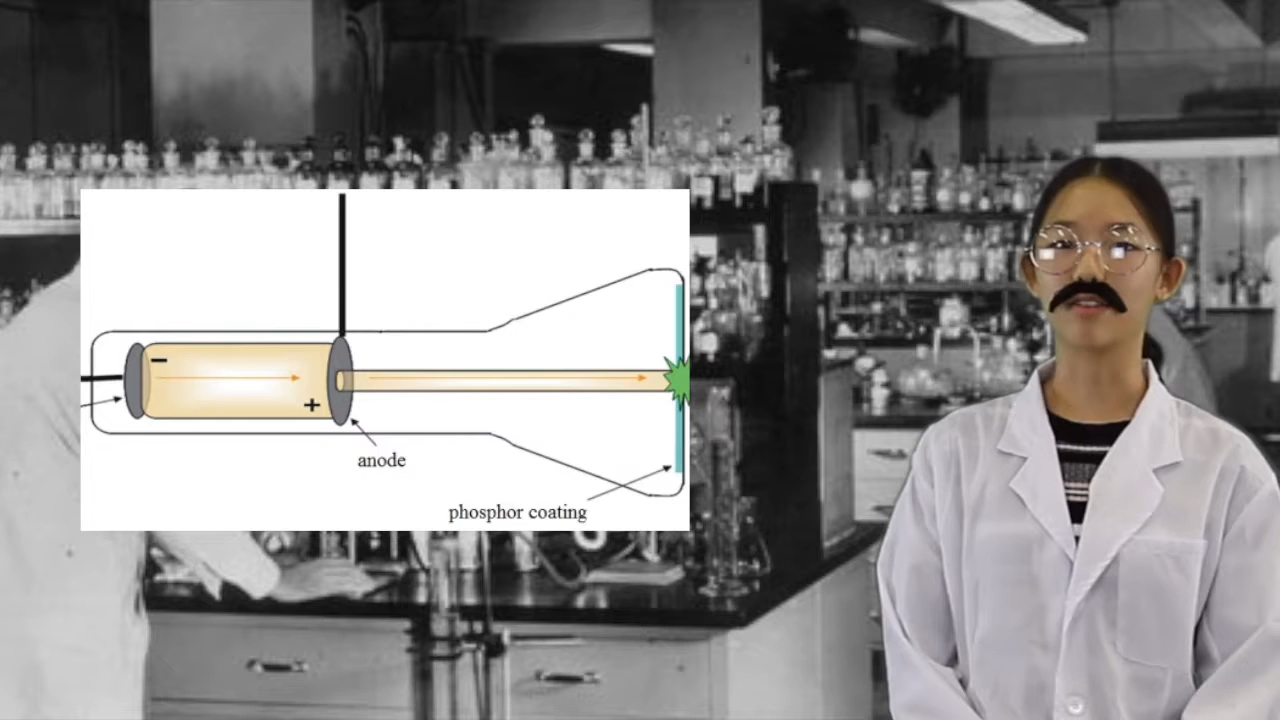 −
+
anode
phosphor coating